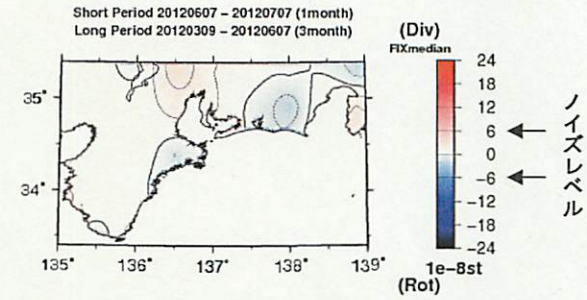 Short Period 20120607 – 20120707 (1month)
Long Period 20120309 – 20120607 (3month)
(Div)
FIXmedian
24
18
12
6
0
−6
−12
−18
−24
1e−8st
(Rot)
ノイズレベル
35˚
34˚
135˚ 136˚ 137˚ 138˚ 139˚